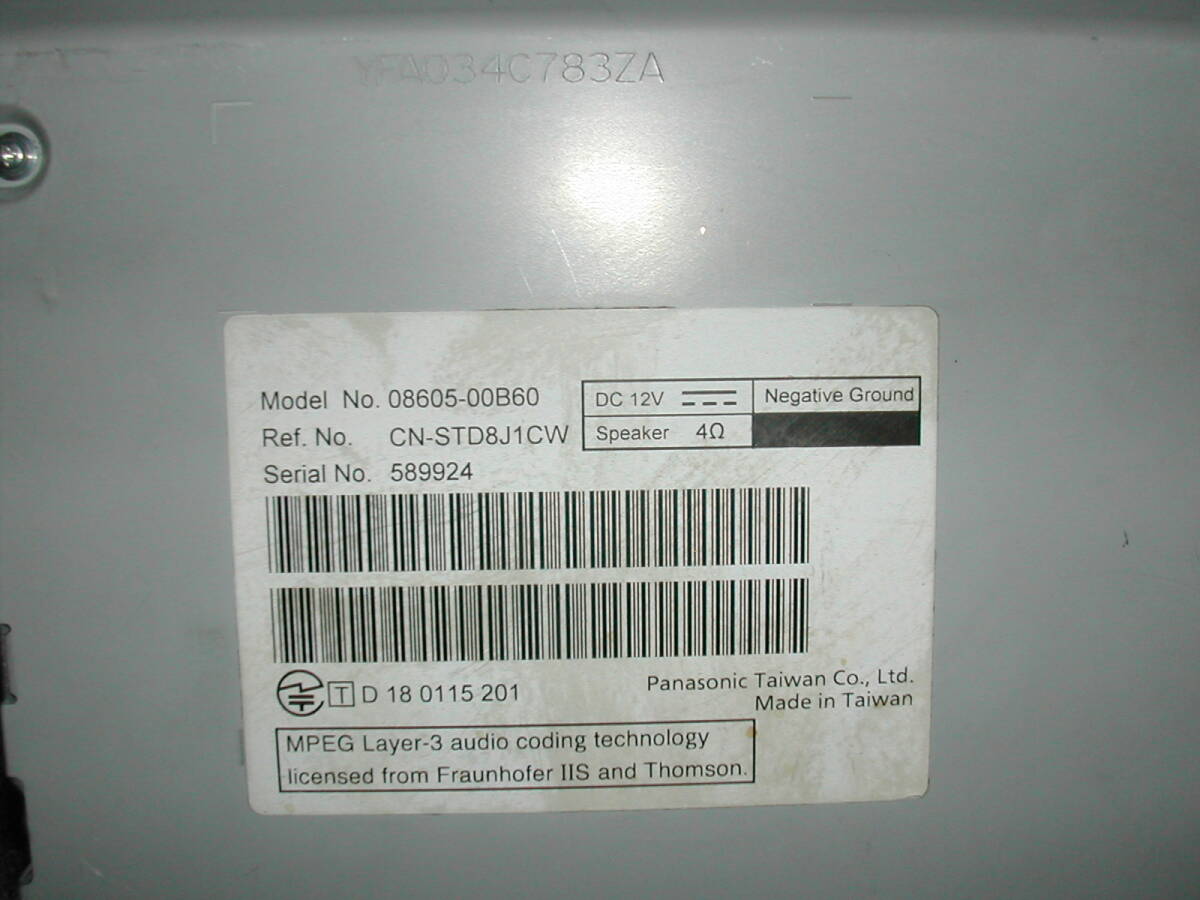 YFA034C783ZA
Model No. 08605-00B60
Ref. No. CN-STD8J1CW
Serial No. 589924
DC 12V
Negative Ground
Speaker 4Ω
T D 18 0115 201
Panasonic Taiwan Co., Ltd.
Made in Taiwan
MPEG Layer-3 audio coding technology
licensed from Fraunhofer IIS and Thomson.